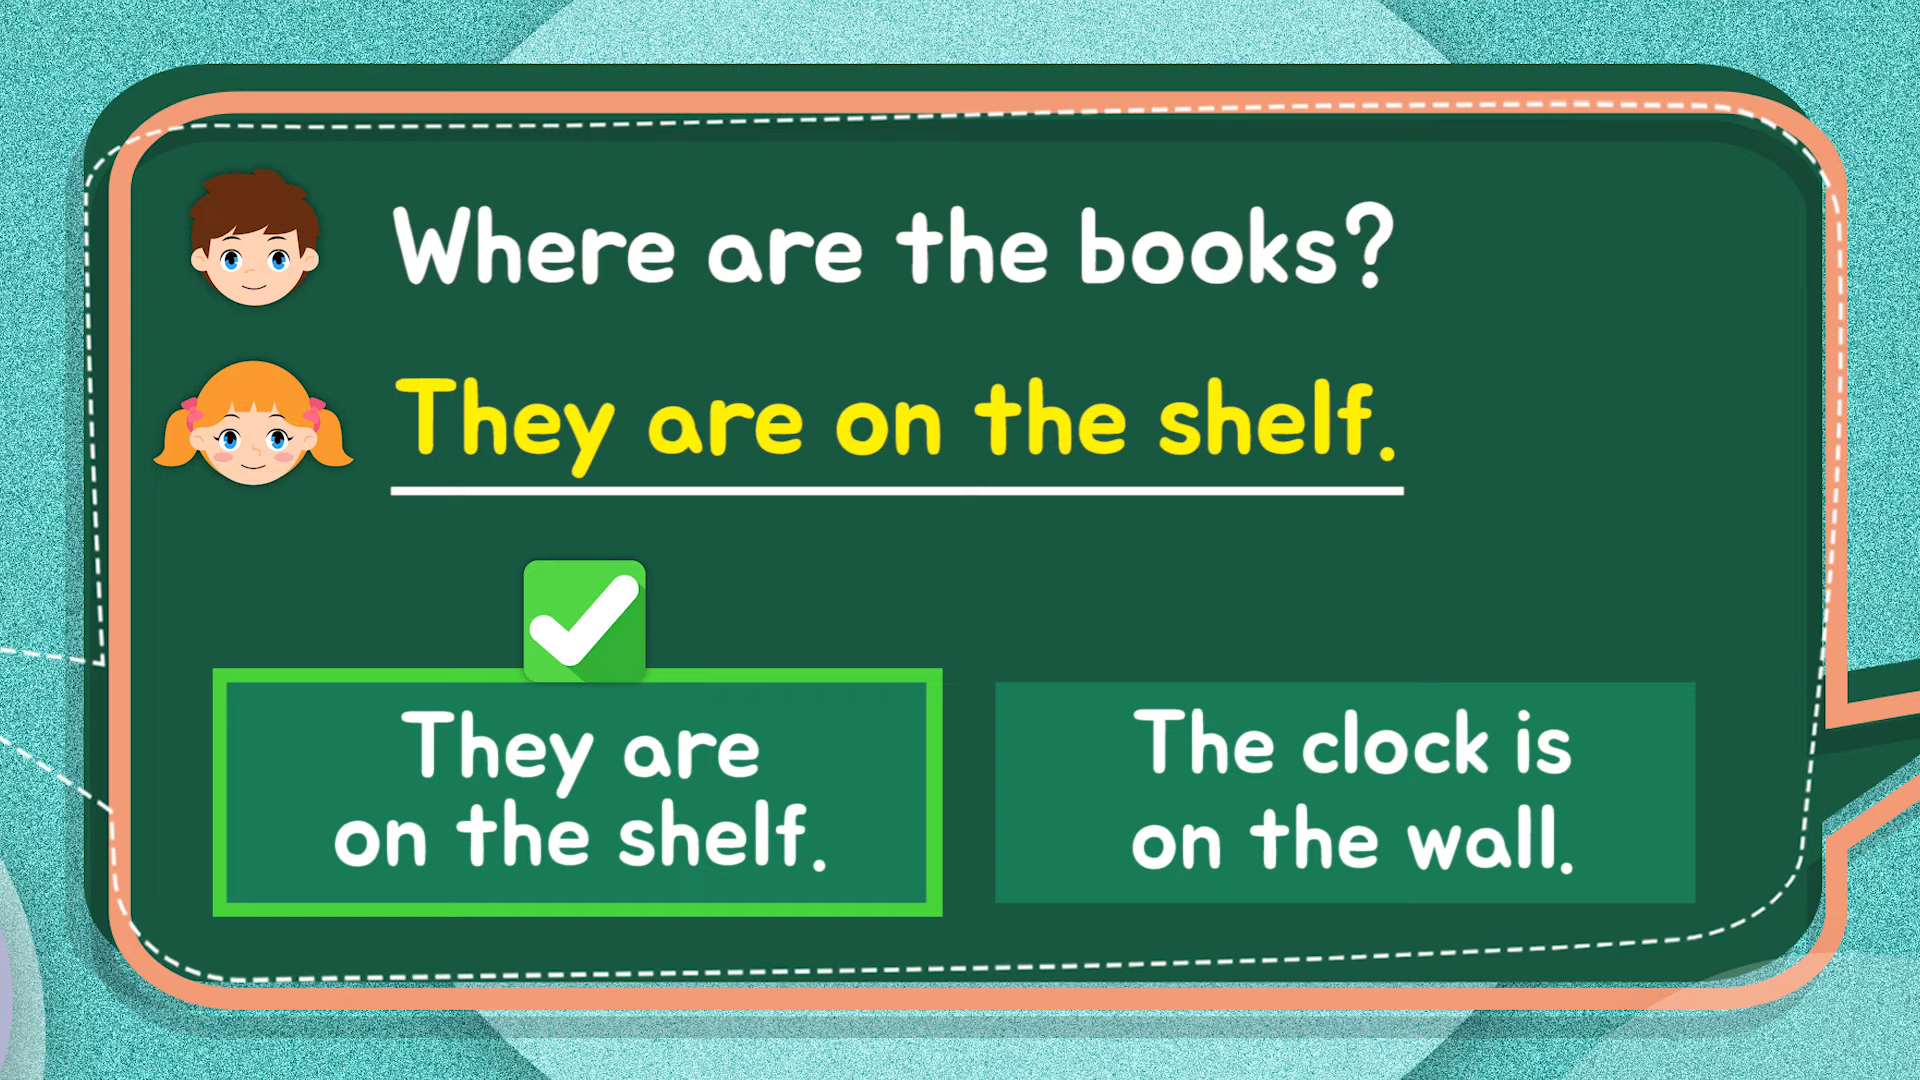 Where are the books?
They are on the shelf.
They are
on the shelf.
The clock is
on the wall.